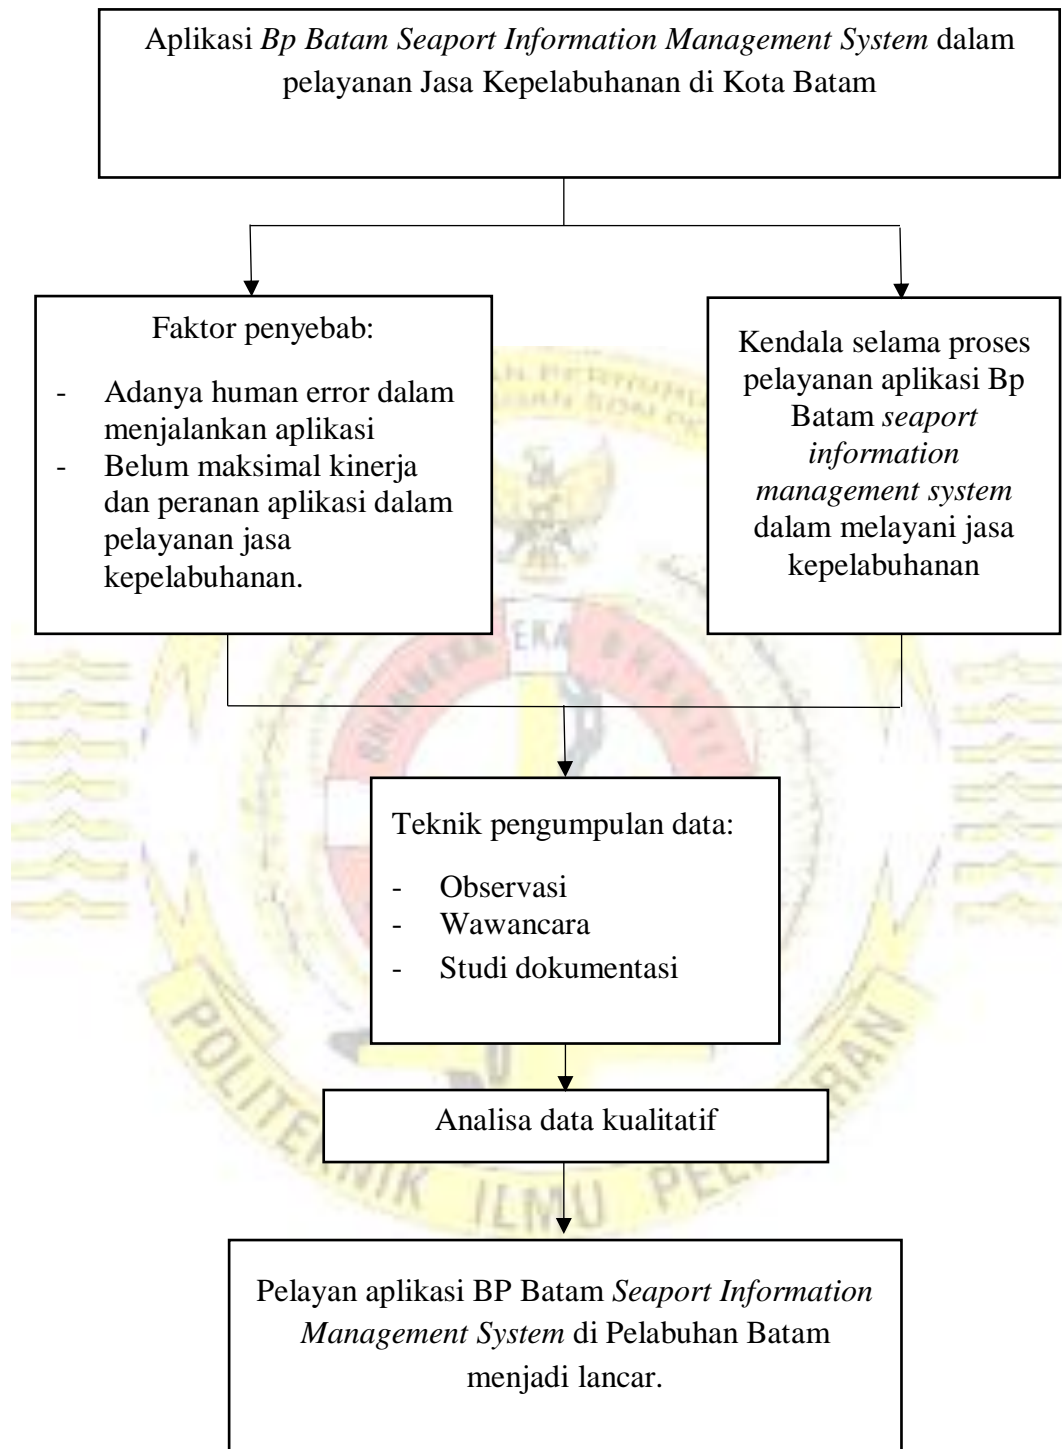 Aplikasi Bp Batam Seaport Information Management System dalam
pelayanan Jasa Kepelabuhanan di Kota Batam
Faktor penyebab:
- Adanya human error dalam
menjalankan aplikasi
- Belum maksimal kinerja
dan peranan aplikasi dalam
pelayanan jasa
kepelabuhanan.
Kendala selama proses
pelayanan aplikasi Bp
Batam seaport
information
management system
dalam melayani jasa
kepelabuhanan
EKA
Teknik pengumpulan data:
- Observasi
- Wawancara
- Studi dokumentasi
Analisa data kualitatif
POLITEKNIK ILMU
Pelayan aplikasi BP Batam Seaport Information
Management System di Pelabuhan Batam
menjadi lancar.